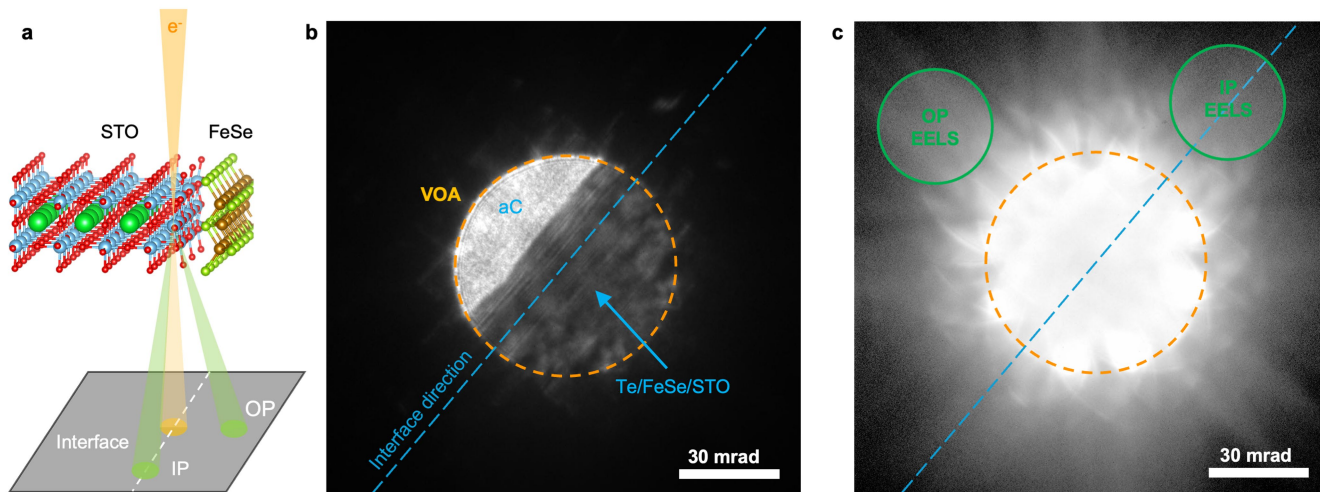 a
e⁻
STO
FeSe
Interface
OP
IP
b
VOA
aC
Interface direction
Te/FeSe/STO
30 mrad
c
OP
EELS
IP
EELS
30 mrad